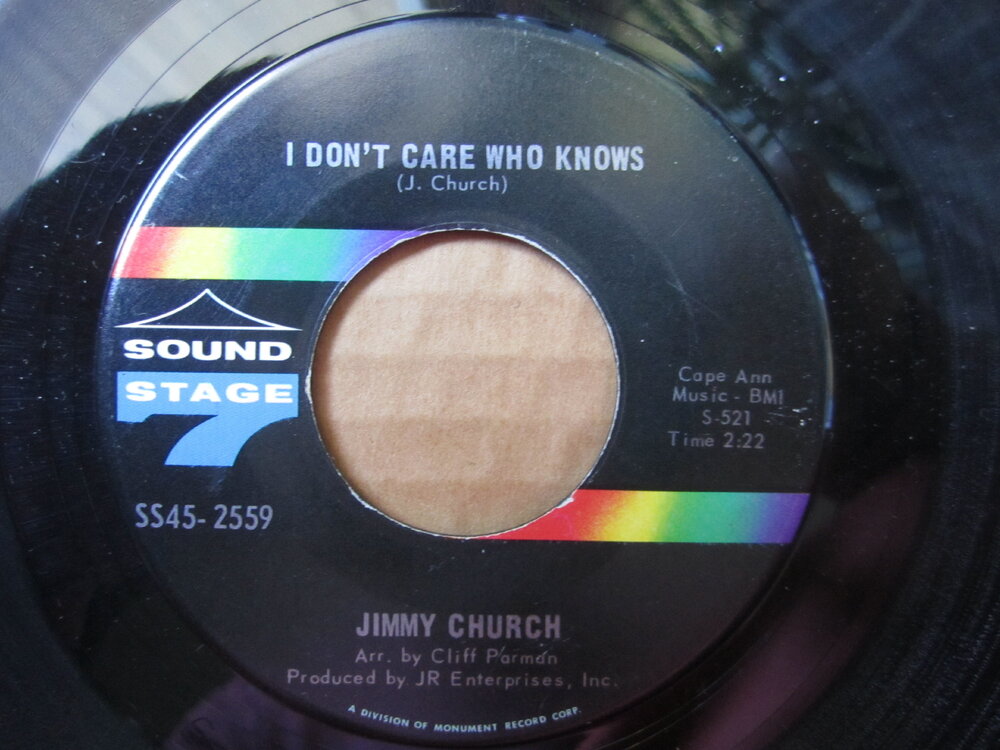 I DON'T CARE WHO KNOWS
(J. Church)
SOUND
STAGE
7
SS45-2559
Cape Ann
Music - BMI
S-521
Time 2:22
JIMMY CHURCH
Arr. by Cliff Parman
Produced by JR Enterprises, Inc.
A DIVISION OF MONUMENT RECORD CORP.